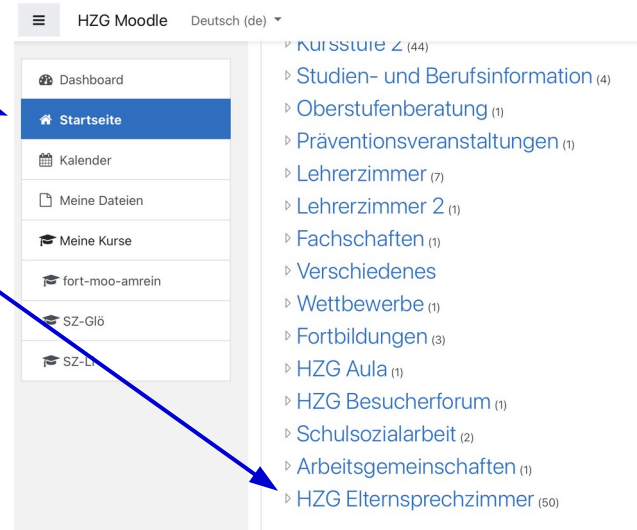 HZG Moodle Deutsch (de)
Dashboard
Startseite
Kalender
Meine Dateien
Meine Kurse
fort-moo-amrein
SZ-Glö
Kursstufe 2 (44)
Studien- und Berufsinformation (4)
Oberstufenberatung (1)
Präventionsveranstaltungen (1)
Lehrerzimmer (7)
Lehrerzimmer 2 (1)
Fachschaften (1)
Verschiedenes
Wettbewerbe (1)
Fortbildungen (3)
HZG Aula (1)
HZG Besucherforum (1)
Schulsozialarbeit (2)
Arbeitsgemeinschaften (1)
HZG Elternsprechzimmer (50)